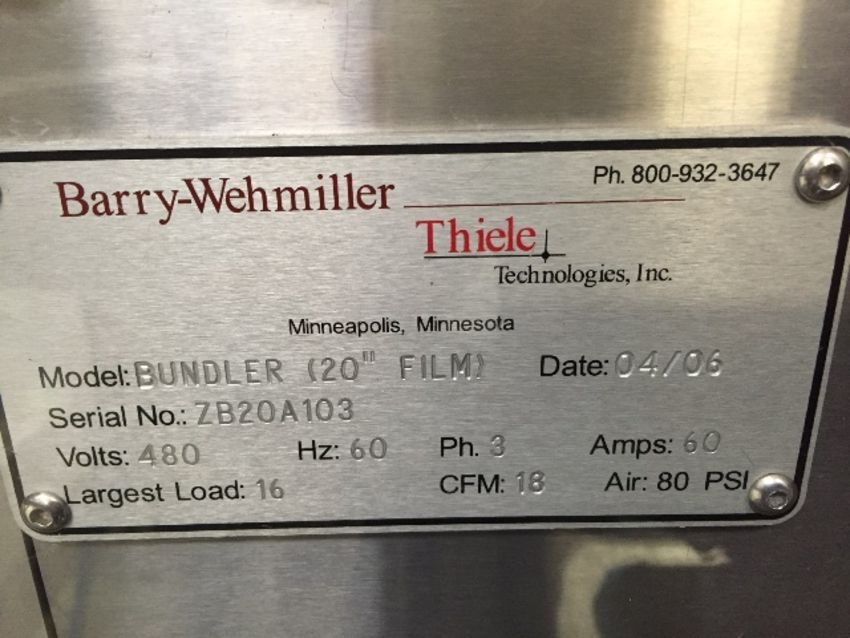 Barry-Wehmiller
Ph. 800-932-3647
Thiele
Technologies, Inc.
Minneapolis, Minnesota
Model: BUNDLER (20" FILM) Date: 04/06
Serial No.: ZB20A103
Volts: 480 Hz: 60 Ph. 3 Amps: 60
Largest Load: 16 CFM: 18 Air: 80 PSI